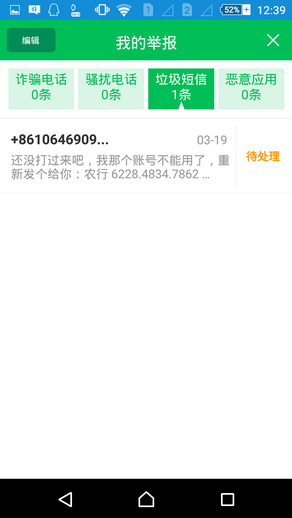 52%
12:39
编辑
我的举报
诈骗电话
0条
骚扰电话
0条
垃圾短信
1条
恶意应用
0条
+8610646909...
03-19
还没打过来吧，我那个账号不能用了，重
新发个给你：农行 6228.4834.7862 ...
待处理